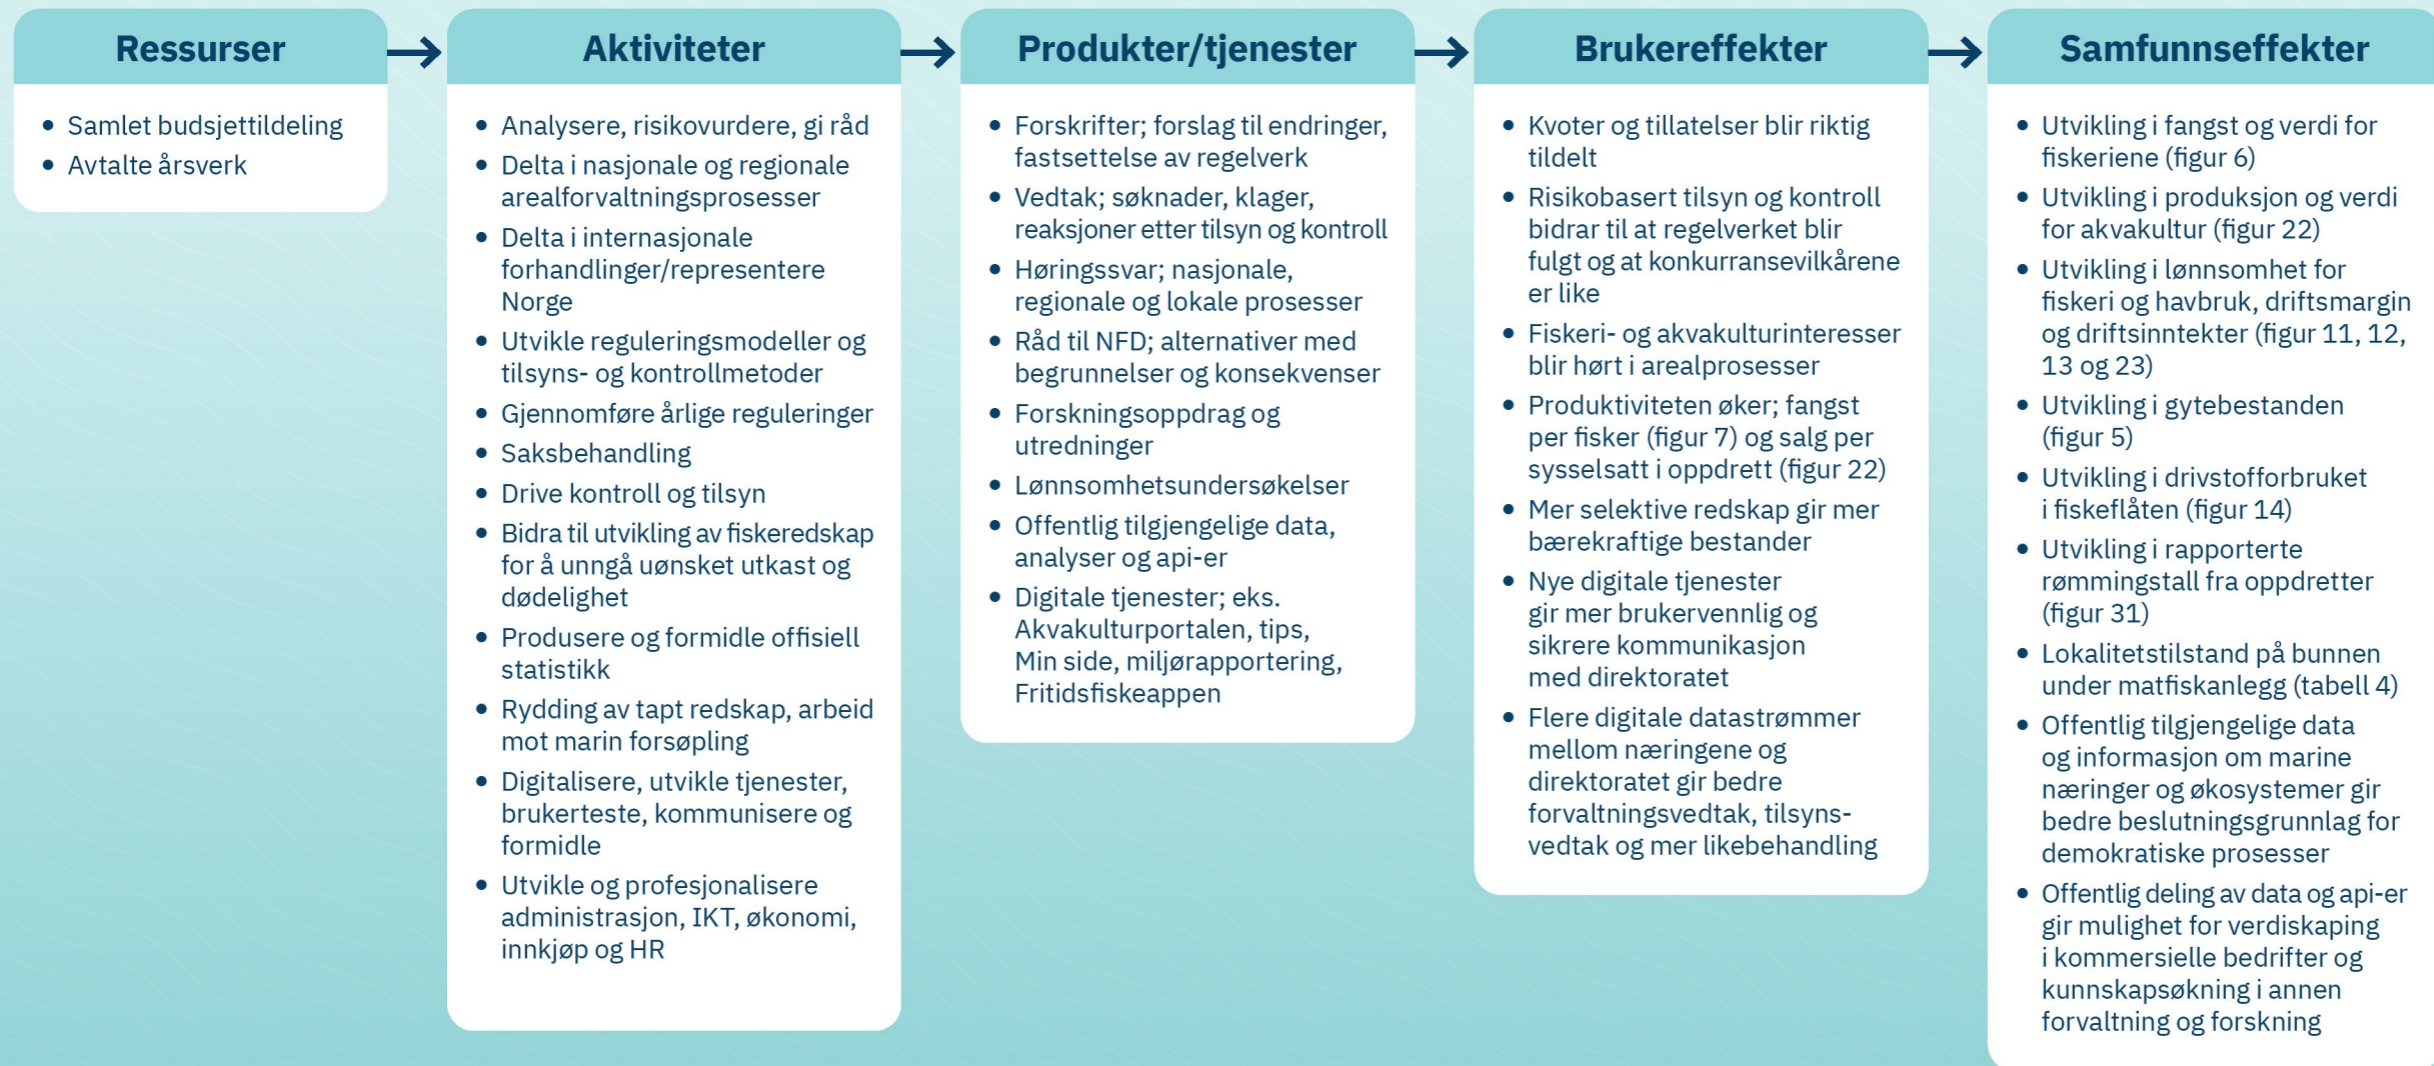 Ressurser
• Samlet budsjettildeling
• Avtalte årsverk
Aktiviteter
• Analysere, risikovurdere, gi råd
• Delta i nasjonale og regionale
arealforvaltningsprosesser
• Delta i internasjonale
forhandlinger/representere
Norge
• Utvikle reguleringsmodeller og
tilsyns- og kontrollmetoder
• Gjennomføre årlige reguleringer
• Saksbehandling
• Drive kontroll og tilsyn
• Bidra til utvikling av fiskeredskap
for å unngå uønsket utkast og
dødelighet
• Produsere og formidle offisiell
statistikk
• Rydding av tapt redskap, arbeid
mot marin forsøpling
• Digitalisere, utvikle tjenester,
brukerteste, kommunisere og
formidle
• Utvikle og profesjonalisere
administrasjon, IKT, økonomi,
innkjøp og HR
Produkter/tjenester
• Forskrifter; forslag til endringer,
fastsettelse av regelverk
• Vedtak; søknader, klager,
reaksjoner etter tilsyn og kontroll
• Høringssvar; nasjonale,
regionale og lokale prosesser
• Råd til NFD; alternativer med
begrunnelser og konsekvenser
• Forskningsoppdrag og
utredninger
• Lønnsomhetsundersøkelser
• Offentlig tilgjengelige data,
analyser og api-er
• Digitale tjenester; eks.
Akvakulturportalen, tips,
Min side, miljørapportering,
Fritidsfiskeappen
Brukereffekter
• Kvoter og tillatelser blir riktig
tildelt
• Risikobasert tilsyn og kontroll
bidrar til at regelverket blir
fulgt og at konkurransevilkårene
er like
• Fiskeri- og akvakulturinteresser
blir hørt i arealprosesser
• Produktiviteten øker; fangst
per fisker (figur 7) og salg per
sysselsatt i oppdrett (figur 22)
• Mer selektive redskap gir mer
bærekraftige bestander
• Nye digitale tjenester
gir mer brukervennlig og
sikrere kommunikasjon
med direktoratet
• Flere digitale datastrømmer
mellom næringene og
direktoratet gir bedre
forvaltningsvedtak, tilsyns-
vedtak og mer likebehandling
Samfunnseffekter
• Utvikling i fangst og verdi for
fiskeriene (figur 6)
• Utvikling i produksjon og verdi
for akvakultur (figur 22)
• Utvikling i lønnsomhet for
fiskeri og havbruk, driftsmargin
og driftsinntekter (figur 11, 12,
13 og 23)
• Utvikling i gytebestanden
(figur 5)
• Utvikling i drivstofforbruket
i fiskeflåten (figur 14)
• Utvikling i rapporterte
rømmingstall fra oppdretter
(figur 31)
• Lokalitetstilstand på bunnen
under matfiskanlegg (tabell 4)
• Offentlig tilgjengelige data
og informasjon om marine
næringer og økosystemer gir
bedre beslutningsgrunnlag for
demokratiske prosesser
• Offentlig deling av data og api-er
gir mulighet for verdiskaping
i kommersielle bedrifter og
kunnskapsøkning i annen
forvaltning og forskning